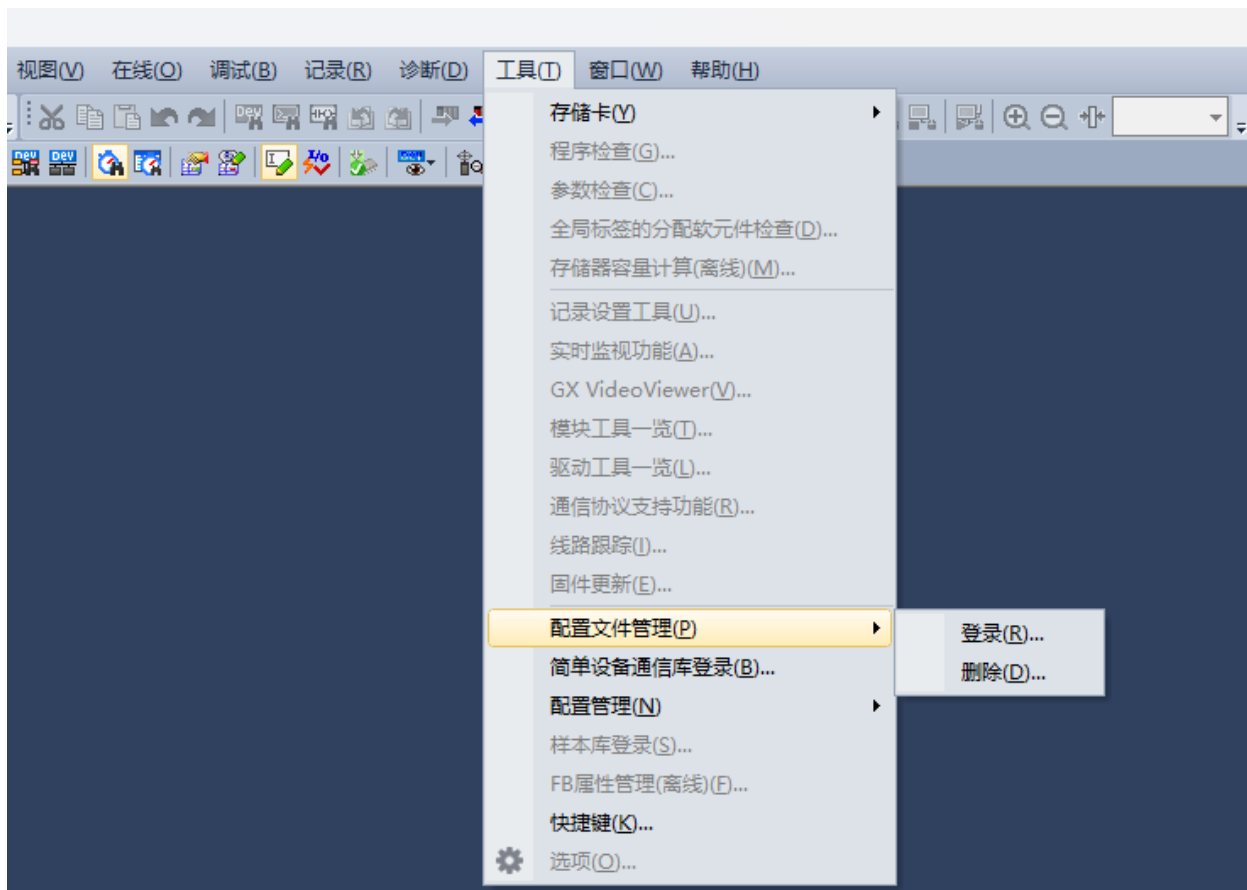 视图(V) 在线(O) 调试(B) 记录(R) 诊断(D) 工具(T) 窗口(W) 帮助(H)
存储卡(Y)
程序检查(G)...
参数检查(C)...
全局标签的分配软元件检查(D)...
存储器容量计算(离线)(M)...
记录设置工具(U)...
实时监视功能(A)...
GX VideoViewer(V)...
模块工具一览(T)...
驱动工具一览(L)...
通信协议支持功能(R)...
线路跟踪(I)...
固件更新(E)...
配置文件管理(P)
登录(R)...
简单设备通信库登录(B)...
删除(D)...
配置管理(N)
样本库登录(S)...
FB属性管理(离线)(F)...
快捷键(K)...
选项(O)...